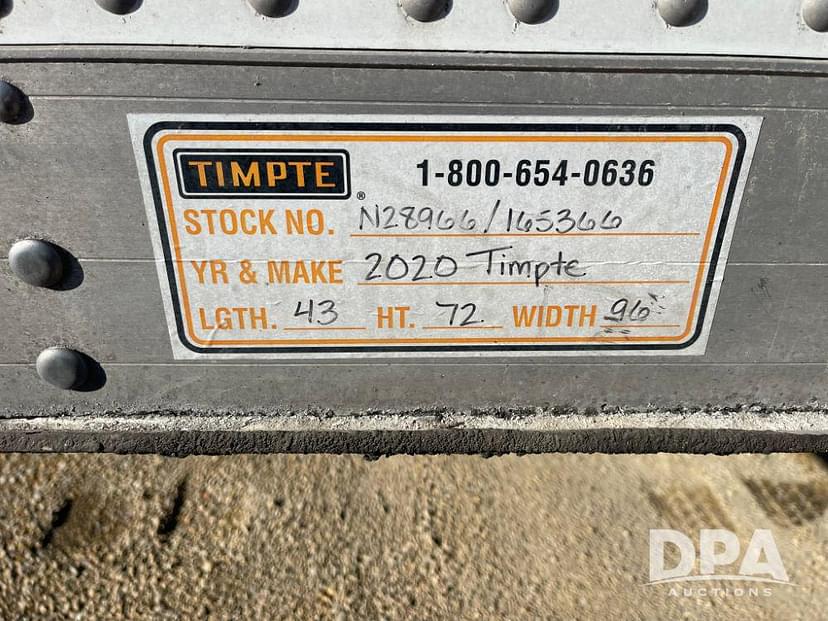 TIMPTE® 1-800-654-0636
STOCK NO. N28966/165366
YR & MAKE 2020 Timpte
LGTH. 43 HT. 72 WIDTH 96"
DPA
AUCTIONS